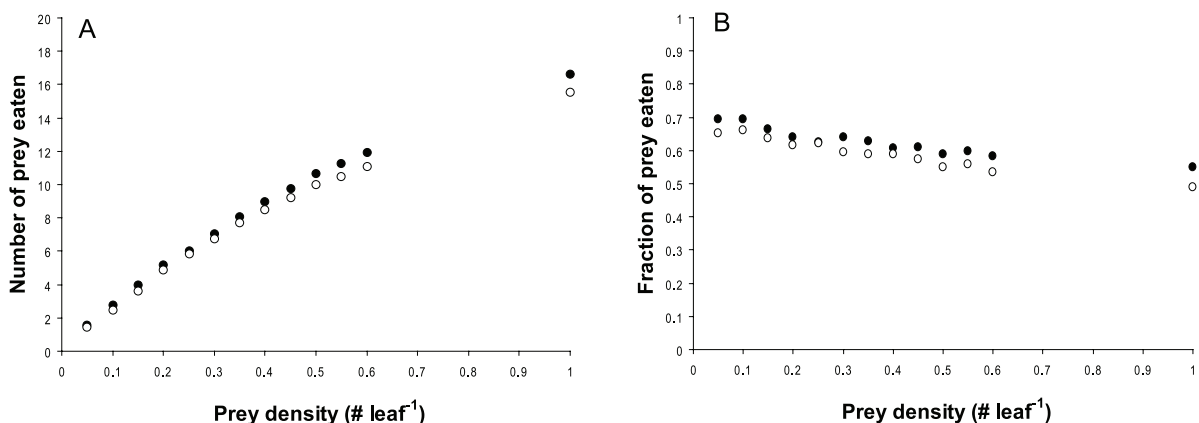 A
Number of prey eaten
20
18
16
14
12
10
8
6
4
2
0
0 0.1 0.2 0.3 0.4 0.5 0.6 0.7 0.8 0.9 1
Prey density (# leaf⁻¹)
B
Fraction of prey eaten
1
0.9
0.8
0.7
0.6
0.5
0.4
0.3
0.2
0.1
0
0 0.1 0.2 0.3 0.4 0.5 0.6 0.7 0.8 0.9 1
Prey density (# leaf⁻¹)